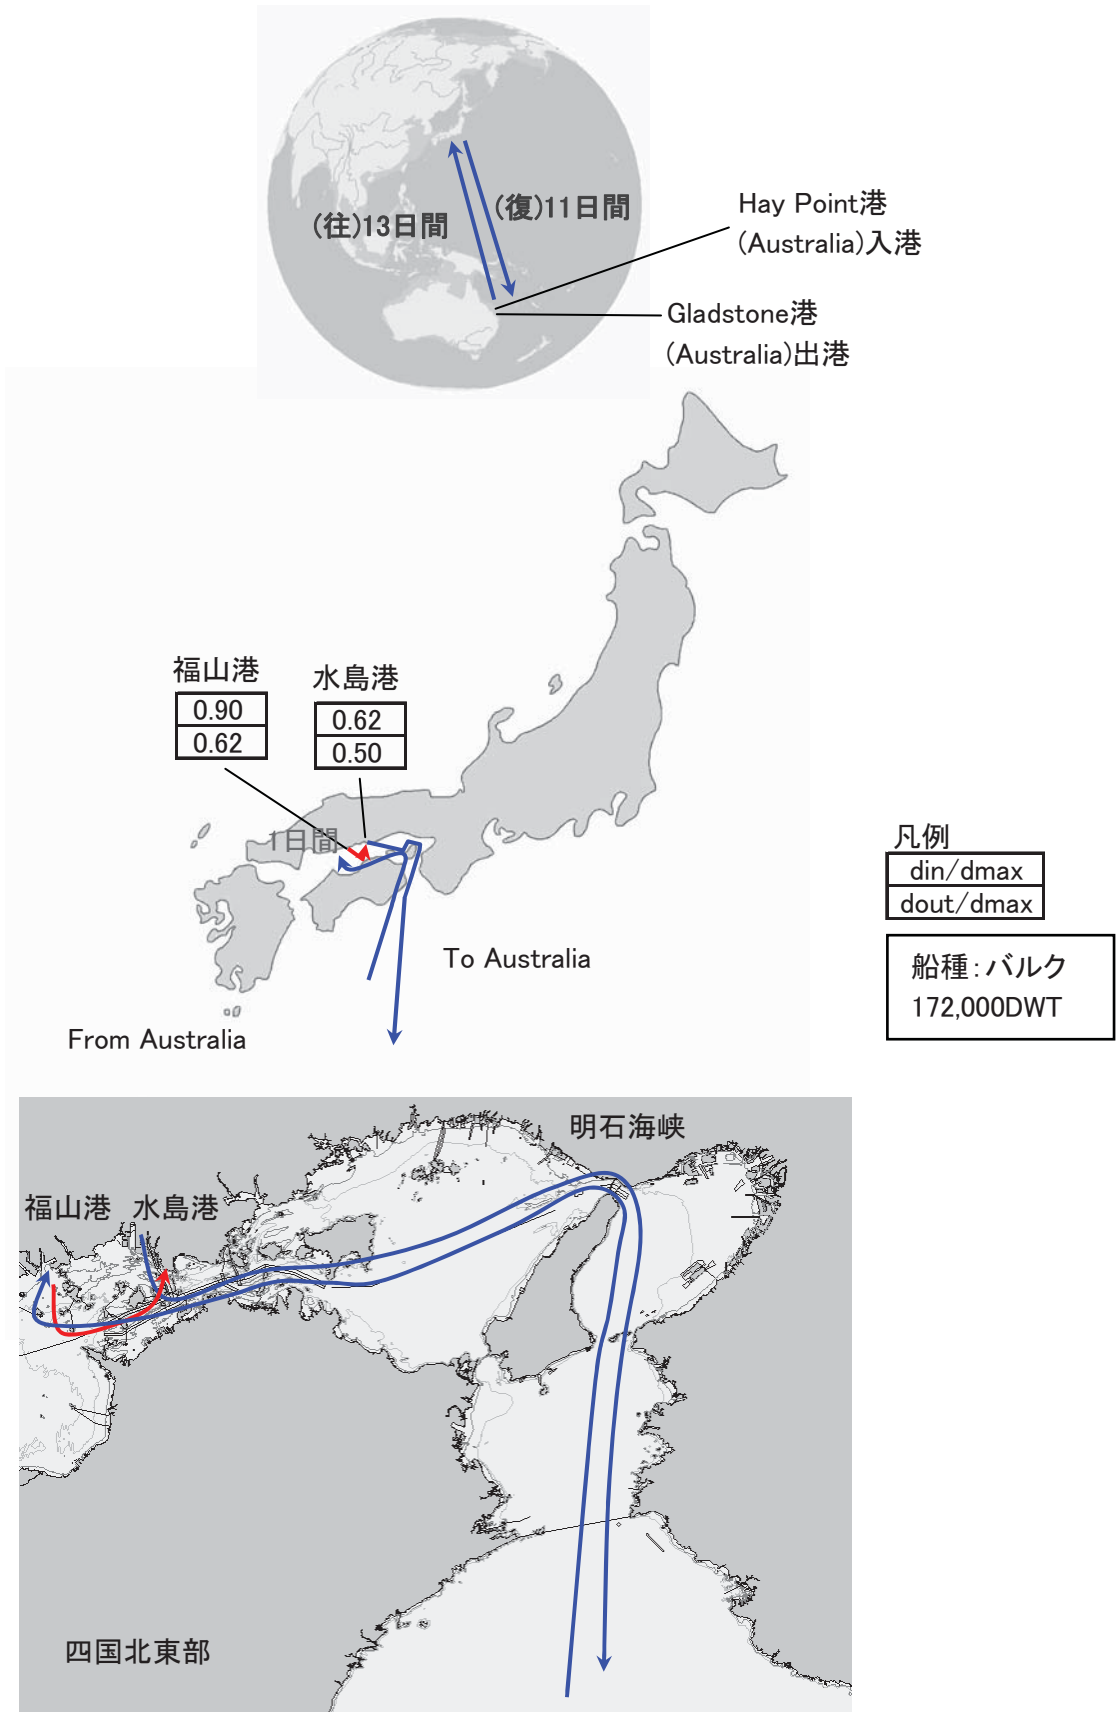 (往)13日間
(復)11日間
Hay Point港
(Australia)入港
Gladstone港
(Australia)出港
福山港
0.90
0.62
水島港
0.62
0.50
1日間
凡例
din/dmax
dout/dmax
船種：バルク
172,000DWT
To Australia
From Australia
明石海峡
福山港
水島港
四国北東部